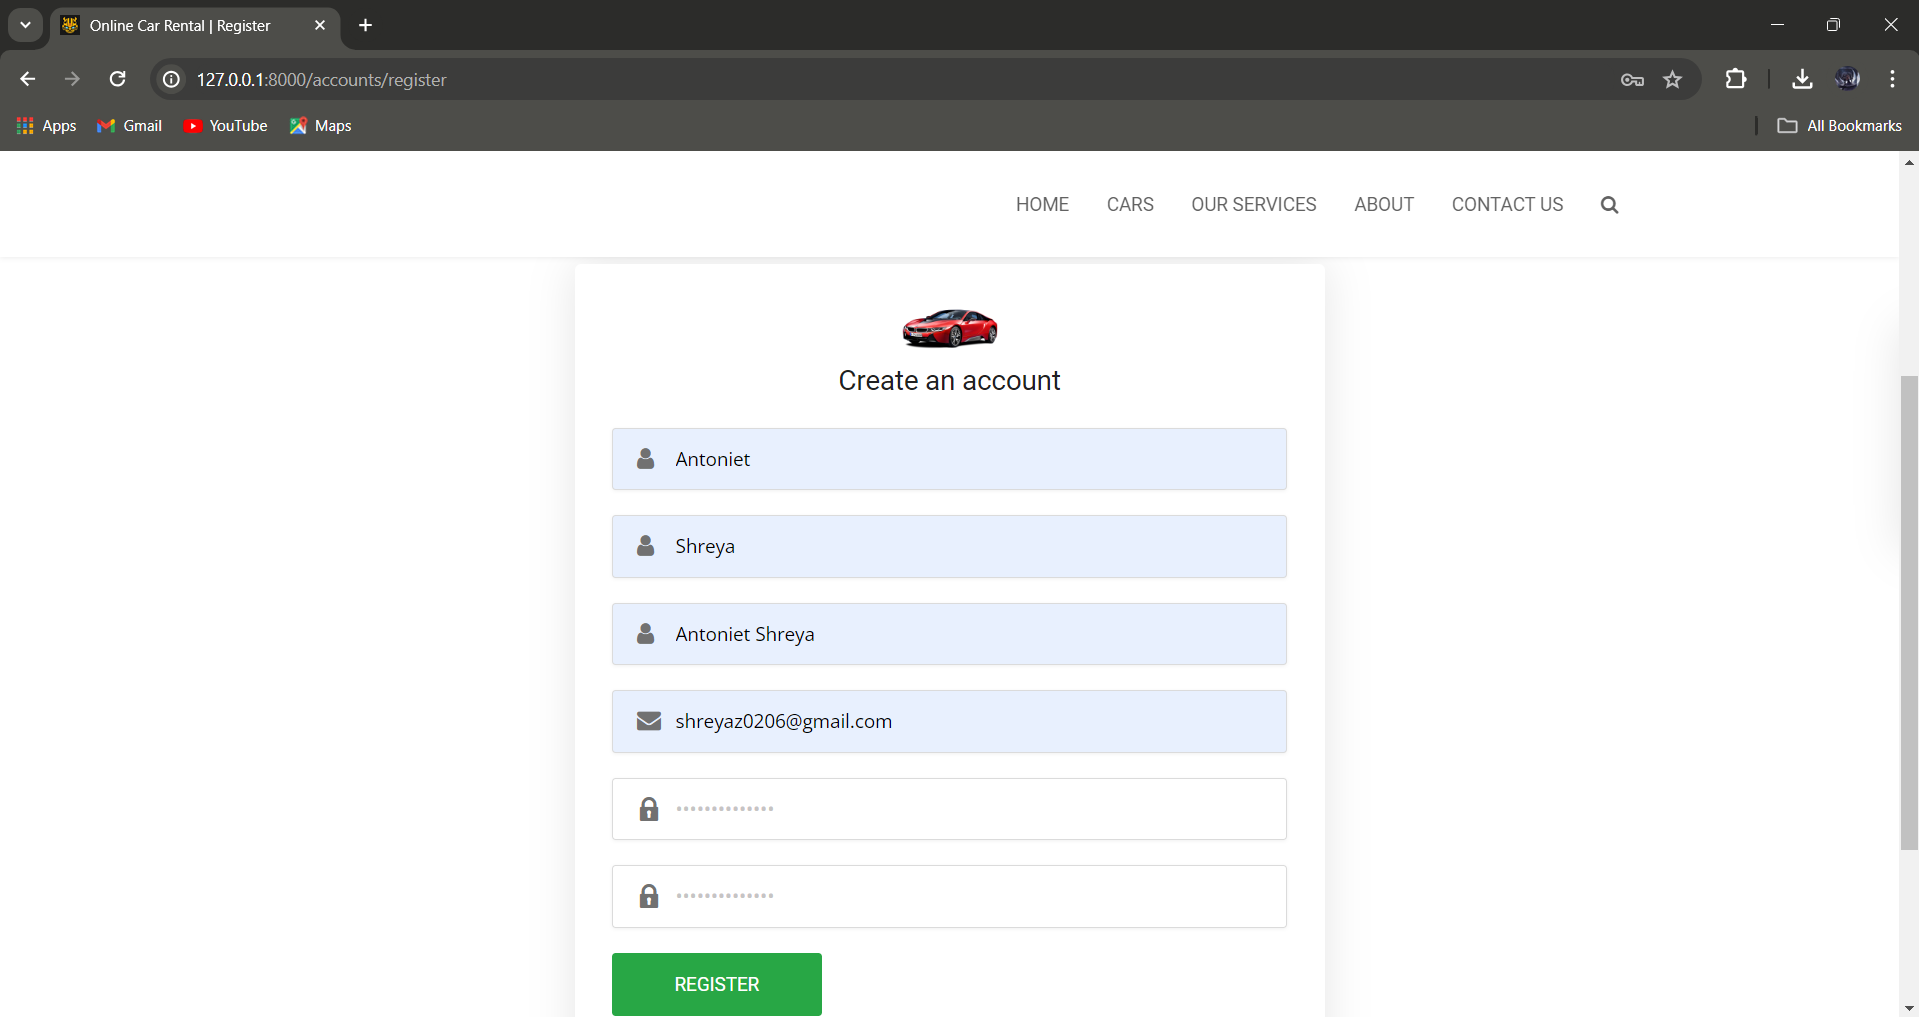 Online Car Rental | Register
127.0.0.1:8000/accounts/register
Apps Gmail YouTube Maps All Bookmarks
HOME CARS OUR SERVICES ABOUT CONTACT US
Create an account
Antoniet
Shreya
Antoniet Shreya
shreyaz0206@gmail.com
••••••••••••••
••••••••••••••
REGISTER